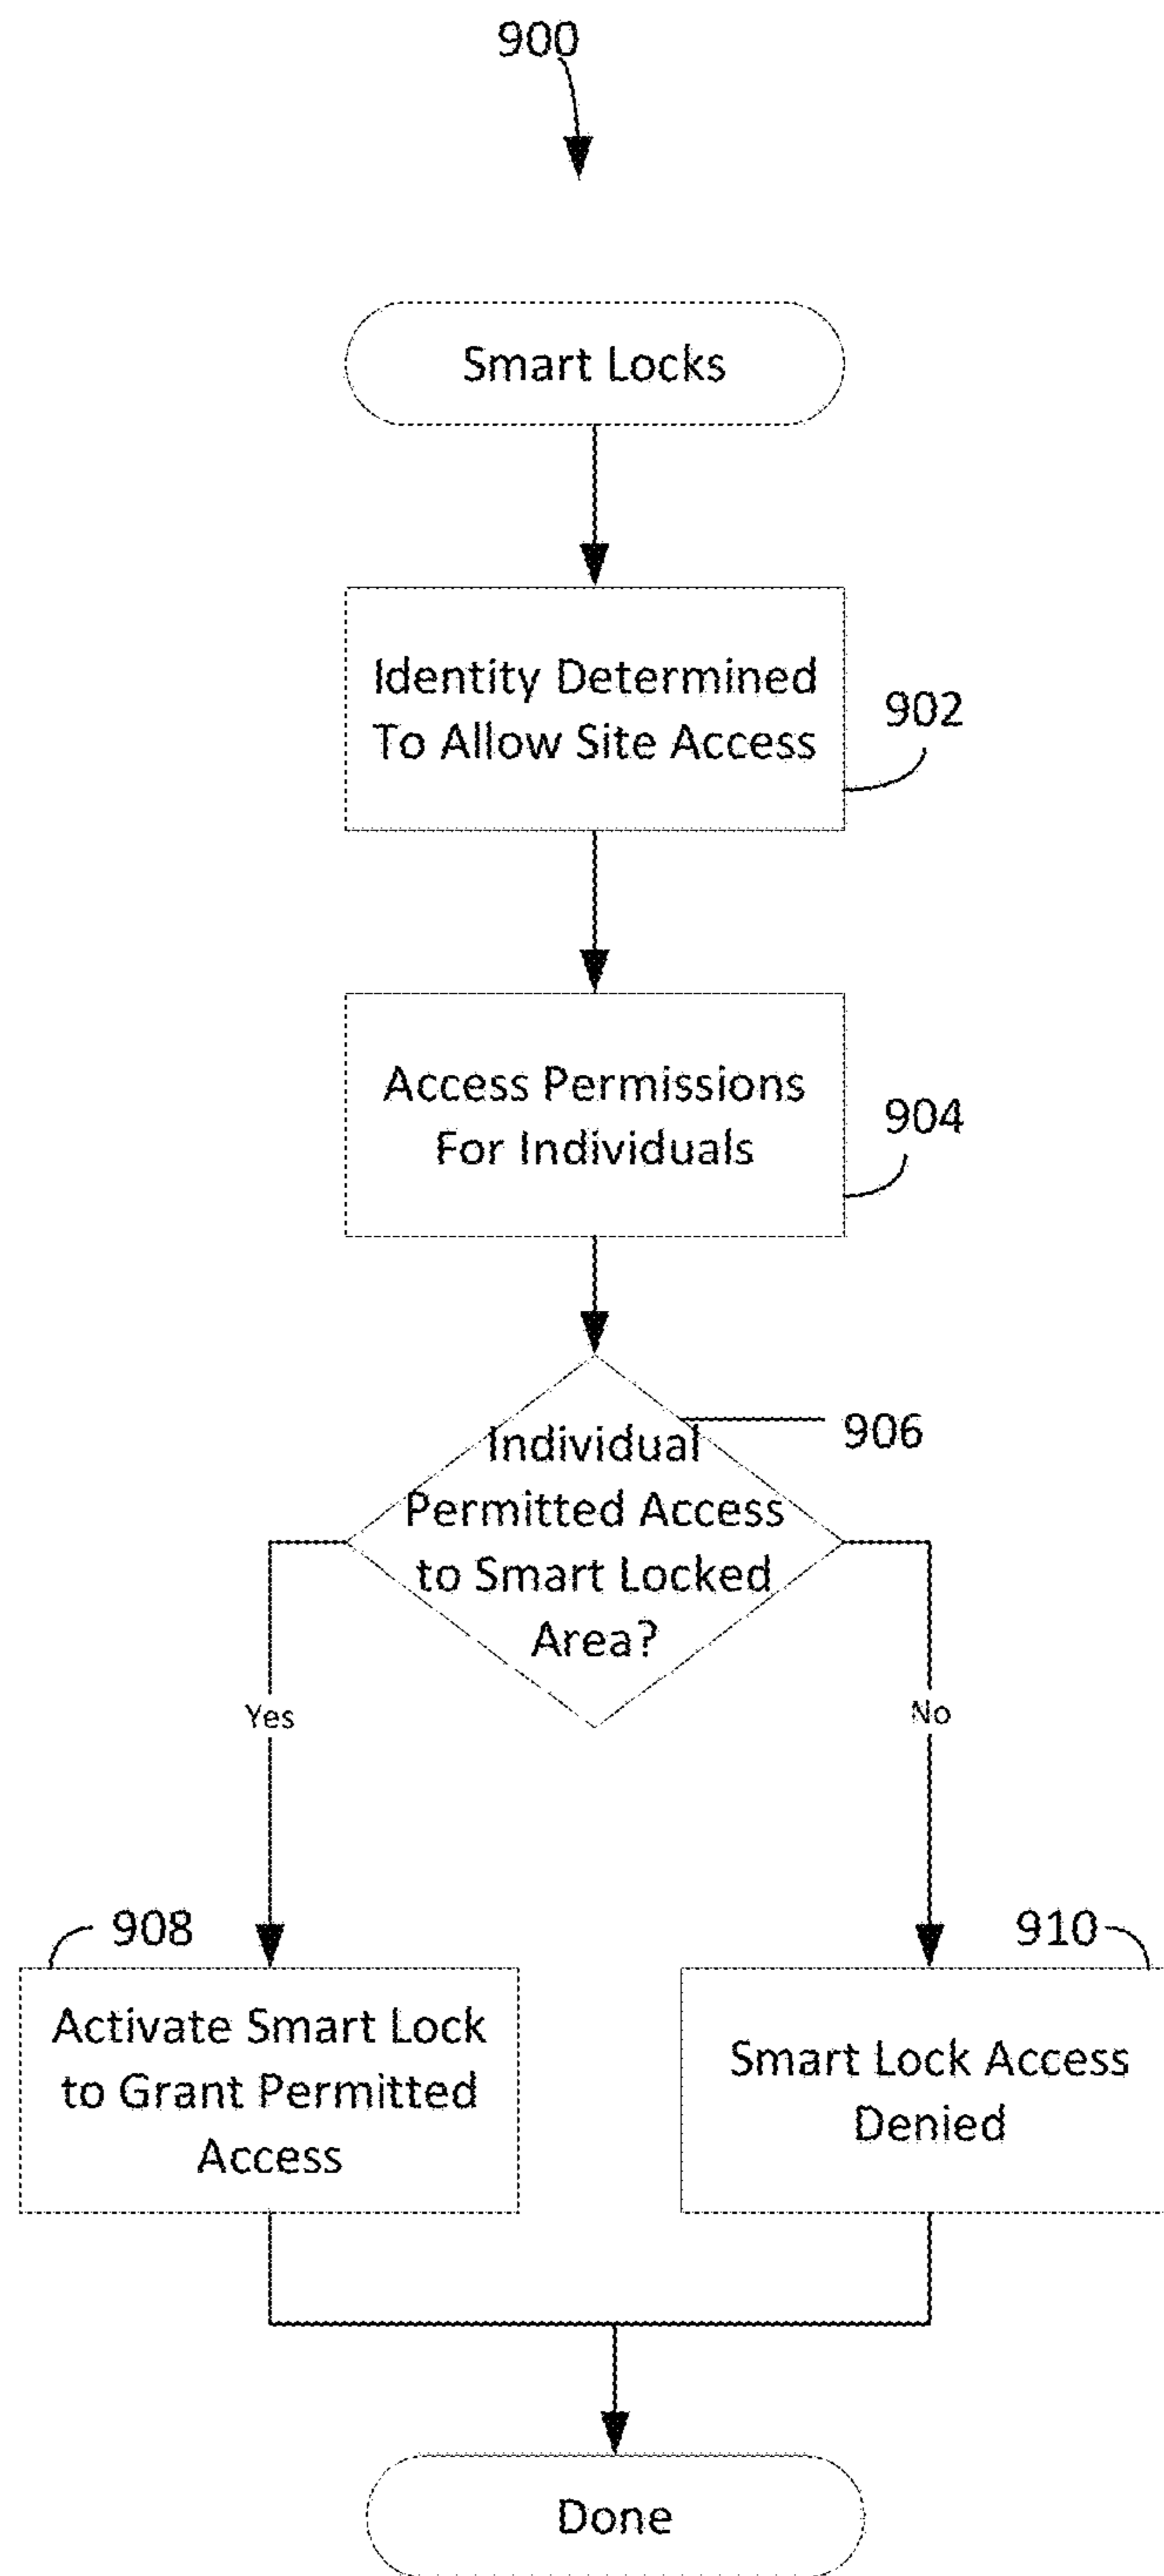 900
Smart Locks
Identity Determined
To Allow Site Access
902
Access Permissions
For Individuals
904
906
Individual
Permitted Access
to Smart Locked
Area?
Yes
No
908
910
Activate Smart Lock
to Grant Permitted
Access
Smart Lock Access
Denied
Done